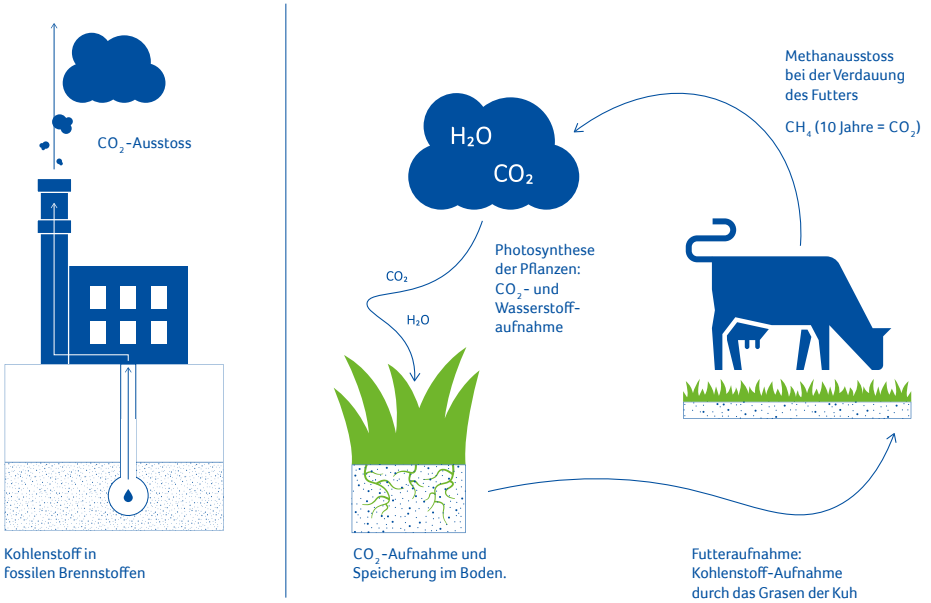 CO₂-Ausstoss
Kohlenstoff in
fossilen Brennstoffen
H₂O
CO₂
CO₂
H₂O
Photosynthese
der Pflanzen:
CO₂- und
Wasserstoff-
aufnahme
CO₂-Aufnahme und
Speicherung im Boden.
Methanausstoss
bei der Verdauung
des Futters
CH₄ (10 Jahre = CO₂)
Futteraufnahme:
Kohlenstoff-Aufnahme
durch das Grasen der Kuh